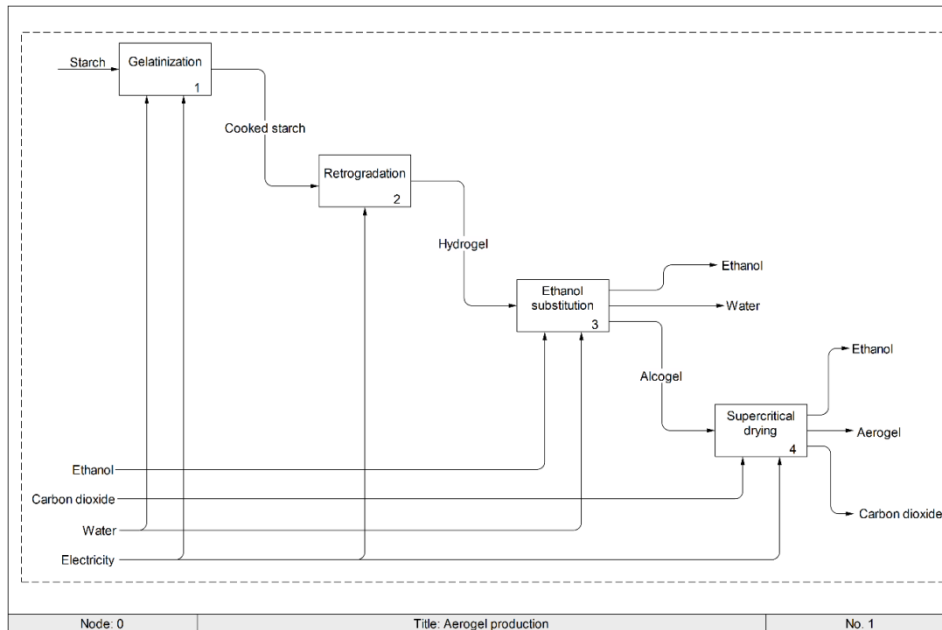 Starch
Gelatinization
1
Cooked starch
Retrogradation
2
Hydrogel
Ethanol
Ethanol
substitution
3
Water
Ethanol
Alcogel
Supercritical
drying
4
Aerogel
Ethanol
Carbon dioxide
Carbon dioxide
Water
Electricity
Node: 0
Title: Aerogel production
No. 1